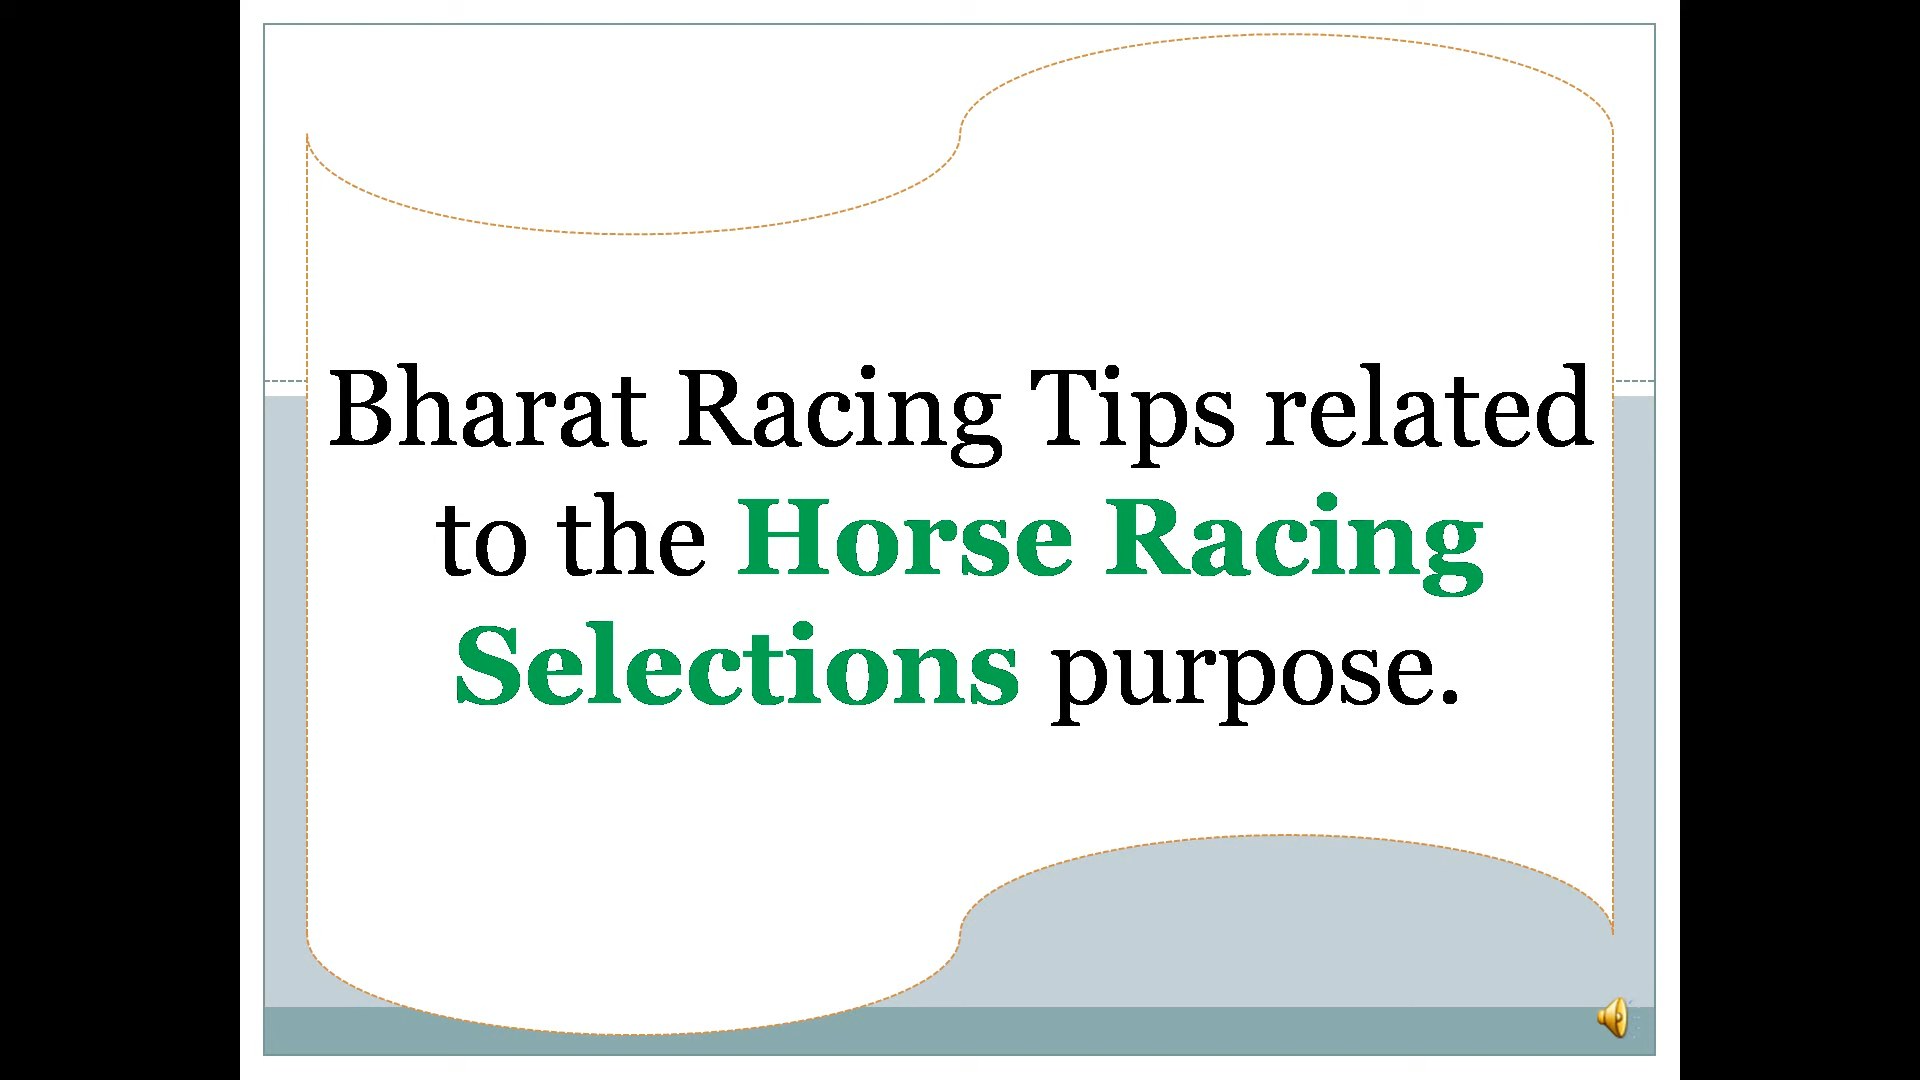 Bharat Racing Tips related
to the Horse Racing
Selections purpose.